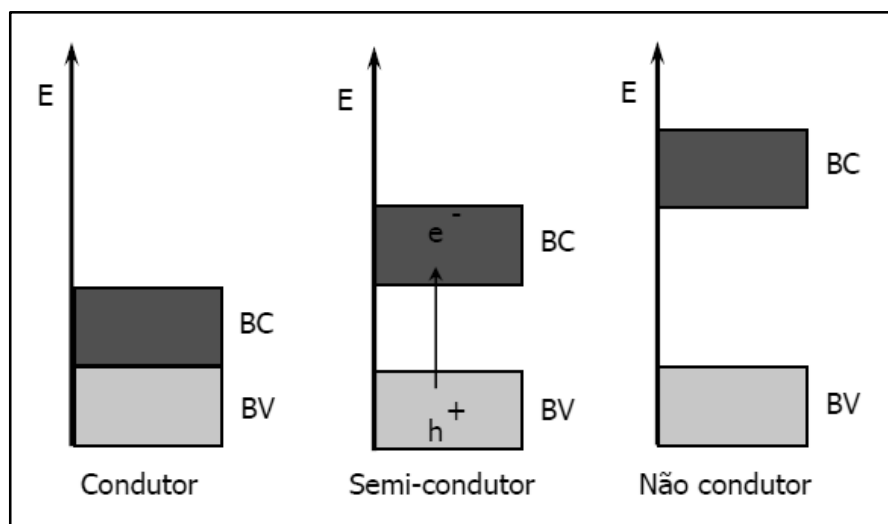 E
BC
BV
Condutor
E
e⁻
BC
h⁺
BV
Semi-condutor
E
BC
BV
Não condutor